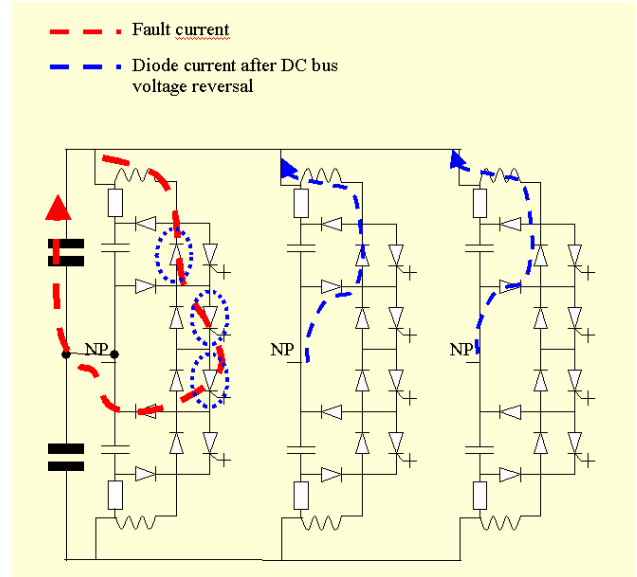 Fault current
Diode current after DC bus
voltage reversal
NP
NP
NP